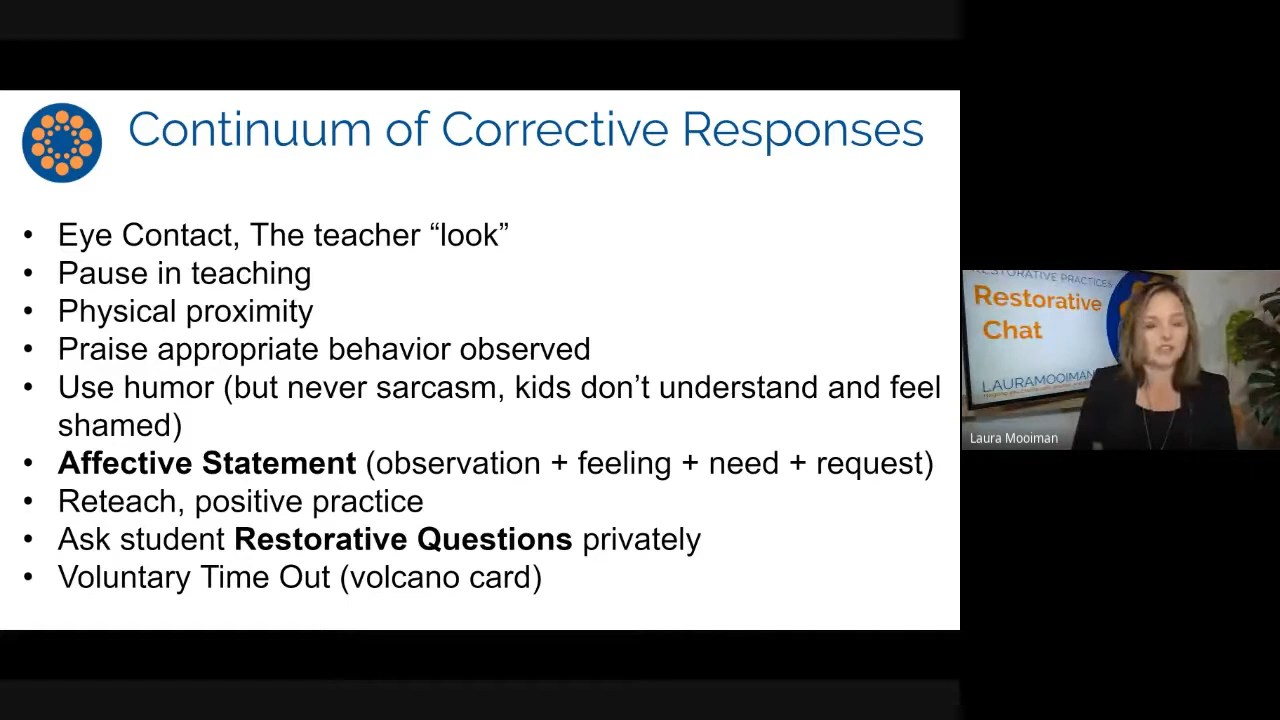 Continuum of Corrective Responses
• Eye Contact, The teacher “look”
• Pause in teaching
• Physical proximity
• Praise appropriate behavior observed
• Use humor (but never sarcasm, kids don’t understand and feel
shamed)
• Affective Statement (observation + feeling + need + request)
• Reteach, positive practice
• Ask student Restorative Questions privately
• Voluntary Time Out (volcano card)
RESTORATIVE PRACTICES
Restorative
Chat
LAURAMOOIMAN
Laura Mooiman